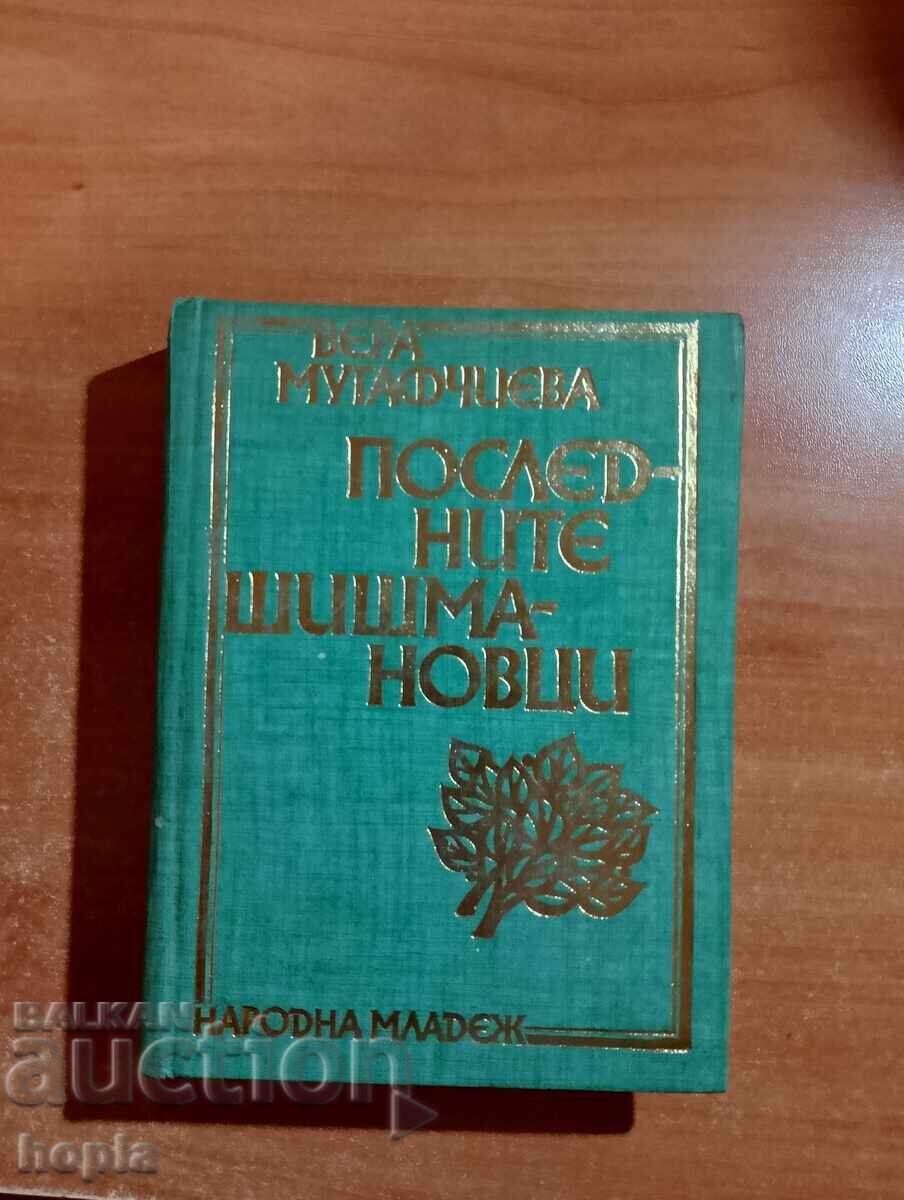 ВЕРА
МУТАФЧИЕВА
ПОСЛЕД-
НИТЕ
ШИШМА-
НОВЦИ
НАРОДНА МЛАДЕЖ
BALKAN
auction
hopla